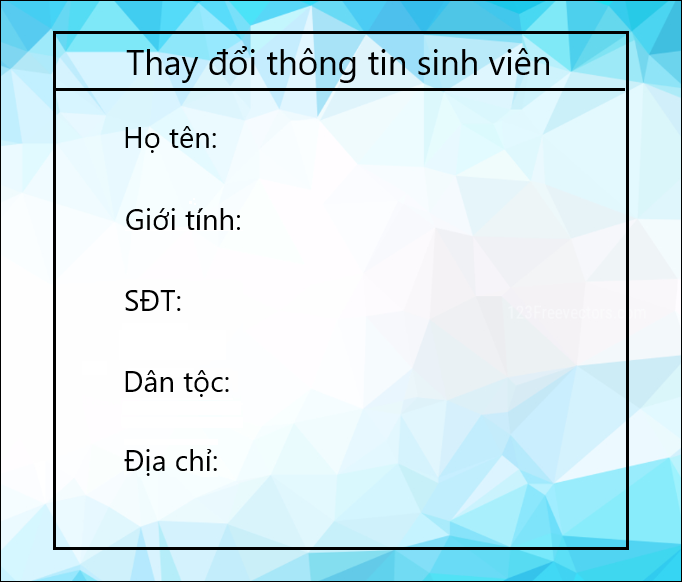 Thay đổi thông tin sinh viên
Họ tên:
Giới tính:
SĐT:
Dân tộc:
Địa chỉ: